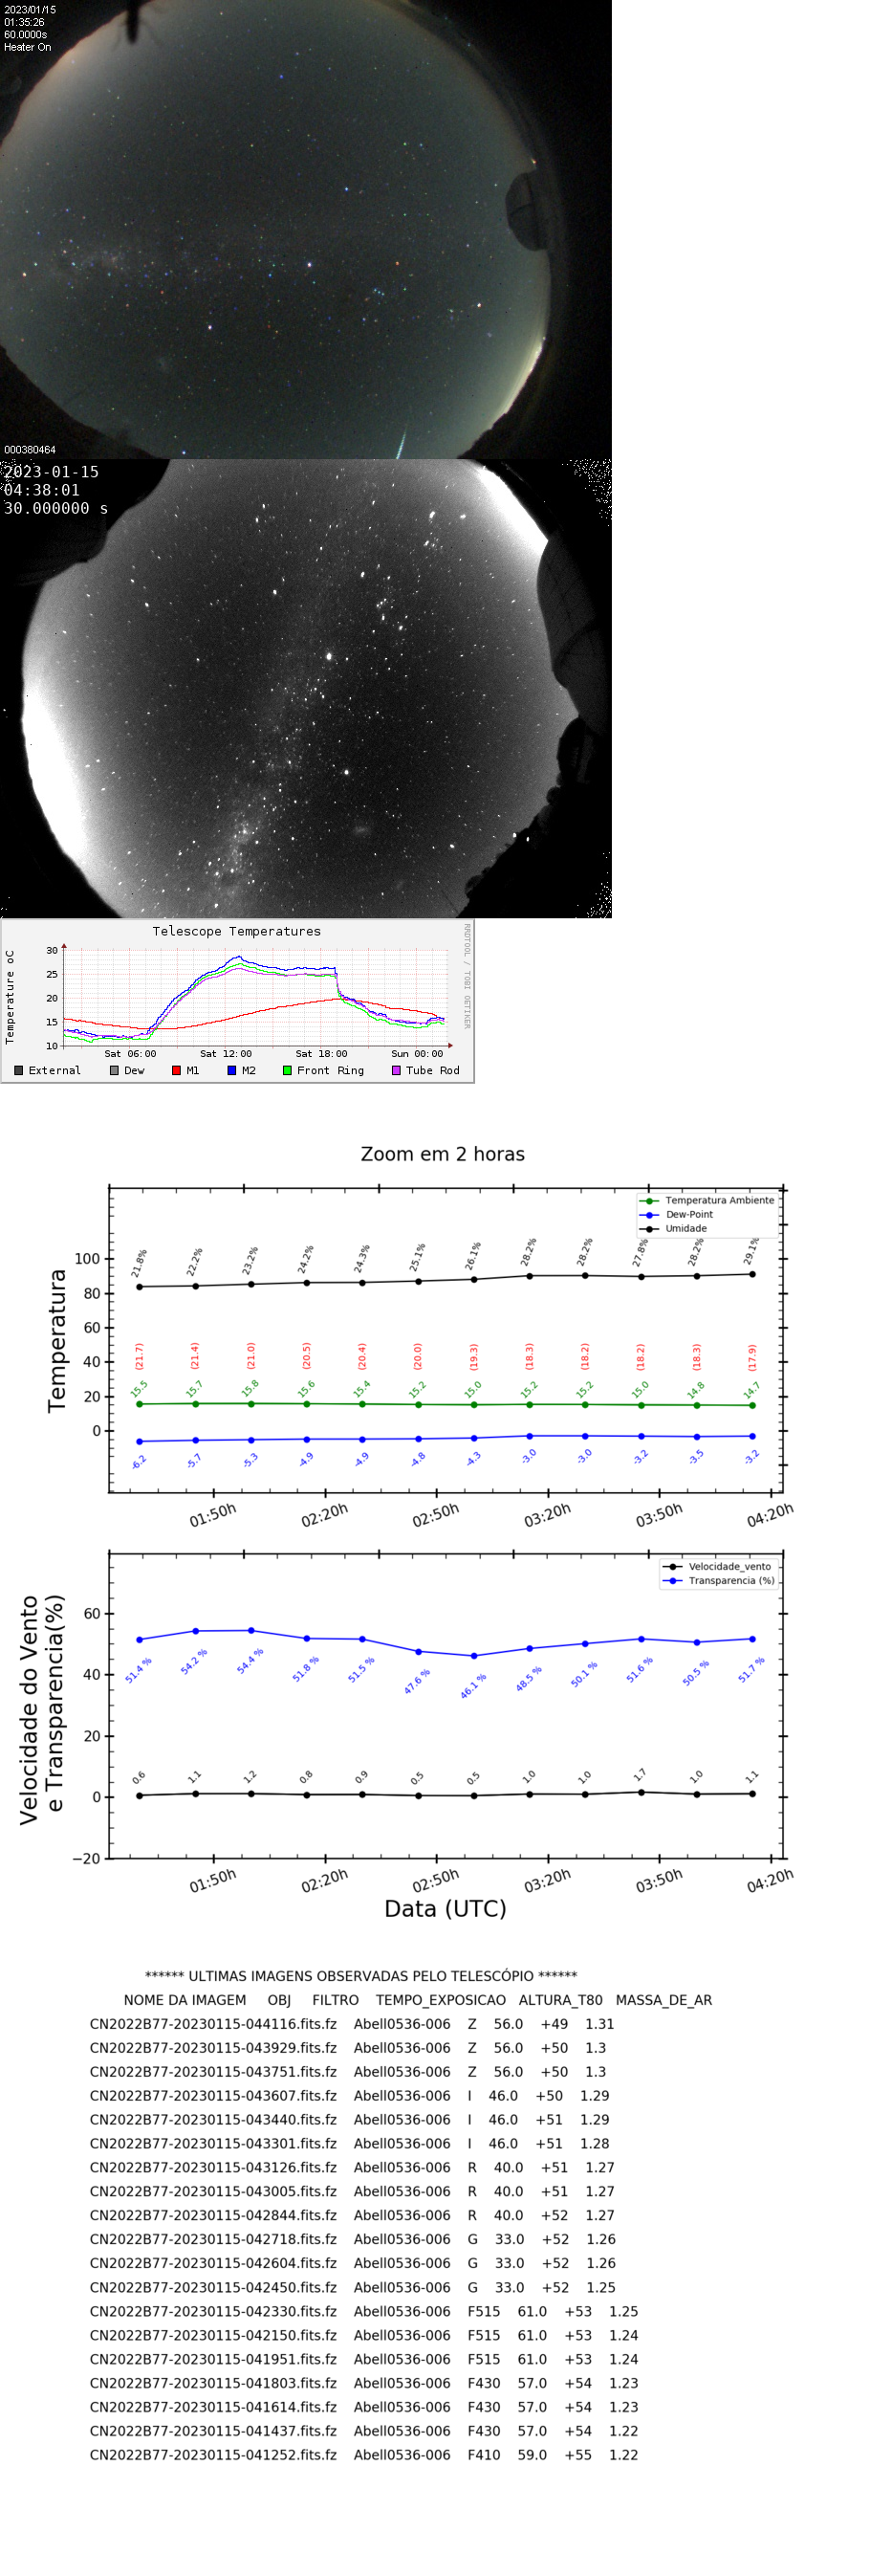 2023/01/15
01:35:26
60.0000s
Heater On
000380464
2023-01-15
04:38:01
30.000000 s
Telescope Temperatures
RRDTOOL / TOBI OETIKER
Temperature oC
30
25
20
15
10
Sat 06:00 Sat 12:00 Sat 18:00 Sun 00:00
External Dew M1 M2 Front Ring Tube Rod
Zoom em 2 horas
Temperatura Ambiente
Dew-Point
Umidade
Temperatura
100
80
60
40
20
0
21.8% 22.2% 23.2% 24.2% 24.3% 25.1% 26.1% 28.2% 28.2% 27.8% 28.2% 29.1%
(21.7) (21.4) (21.0) (20.5) (20.4) (20.0) (19.3) (18.3) (18.2) (18.2) (18.3) (17.9)
15.5 15.7 15.8 15.6 15.4 15.2 15.0 15.2 15.2 15.0 14.8 14.7
-6.2 -5.7 -5.3 -4.9 -4.9 -4.8 -4.3 -3.0 -3.0 -3.2 -3.5 -3.2
01:50h 02:20h 02:50h 03:20h 03:50h 04:20h
Velocidade_vento
Transparencia (%)
Velocidade do Vento
e Transparencia(%)
60
40
20
0
−20
51.4 % 54.2 % 54.4 % 51.8 % 51.5 % 47.6 % 46.1 % 48.5 % 50.1 % 51.6 % 50.5 % 51.7 %
0.6 1.1 1.2 0.8 0.9 0.5 0.5 1.0 1.0 1.7 1.0 1.1
01:50h 02:20h 02:50h 03:20h 03:50h 04:20h
Data (UTC)
****** ULTIMAS IMAGENS OBSERVADAS PELO TELESCÓPIO ******
NOME DA IMAGEM OBJ FILTRO TEMPO_EXPOSICAO ALTURA_T80 MASSA_DE_AR
CN2022B77-20230115-044116.fits.fz Abell0536-006 Z 56.0 +49 1.31
CN2022B77-20230115-043929.fits.fz Abell0536-006 Z 56.0 +50 1.3
CN2022B77-20230115-043751.fits.fz Abell0536-006 Z 56.0 +50 1.3
CN2022B77-20230115-043607.fits.fz Abell0536-006 I 46.0 +50 1.29
CN2022B77-20230115-043440.fits.fz Abell0536-006 I 46.0 +51 1.29
CN2022B77-20230115-043301.fits.fz Abell0536-006 I 46.0 +51 1.28
CN2022B77-20230115-043126.fits.fz Abell0536-006 R 40.0 +51 1.27
CN2022B77-20230115-043005.fits.fz Abell0536-006 R 40.0 +51 1.27
CN2022B77-20230115-042844.fits.fz Abell0536-006 R 40.0 +52 1.27
CN2022B77-20230115-042718.fits.fz Abell0536-006 G 33.0 +52 1.26
CN2022B77-20230115-042604.fits.fz Abell0536-006 G 33.0 +52 1.26
CN2022B77-20230115-042450.fits.fz Abell0536-006 G 33.0 +52 1.25
CN2022B77-20230115-042330.fits.fz Abell0536-006 F515 61.0 +53 1.25
CN2022B77-20230115-042150.fits.fz Abell0536-006 F515 61.0 +53 1.24
CN2022B77-20230115-041951.fits.fz Abell0536-006 F515 61.0 +53 1.24
CN2022B77-20230115-041803.fits.fz Abell0536-006 F430 57.0 +54 1.23
CN2022B77-20230115-041614.fits.fz Abell0536-006 F430 57.0 +54 1.23
CN2022B77-20230115-041437.fits.fz Abell0536-006 F430 57.0 +54 1.22
CN2022B77-20230115-041252.fits.fz Abell0536-006 F410 59.0 +55 1.22